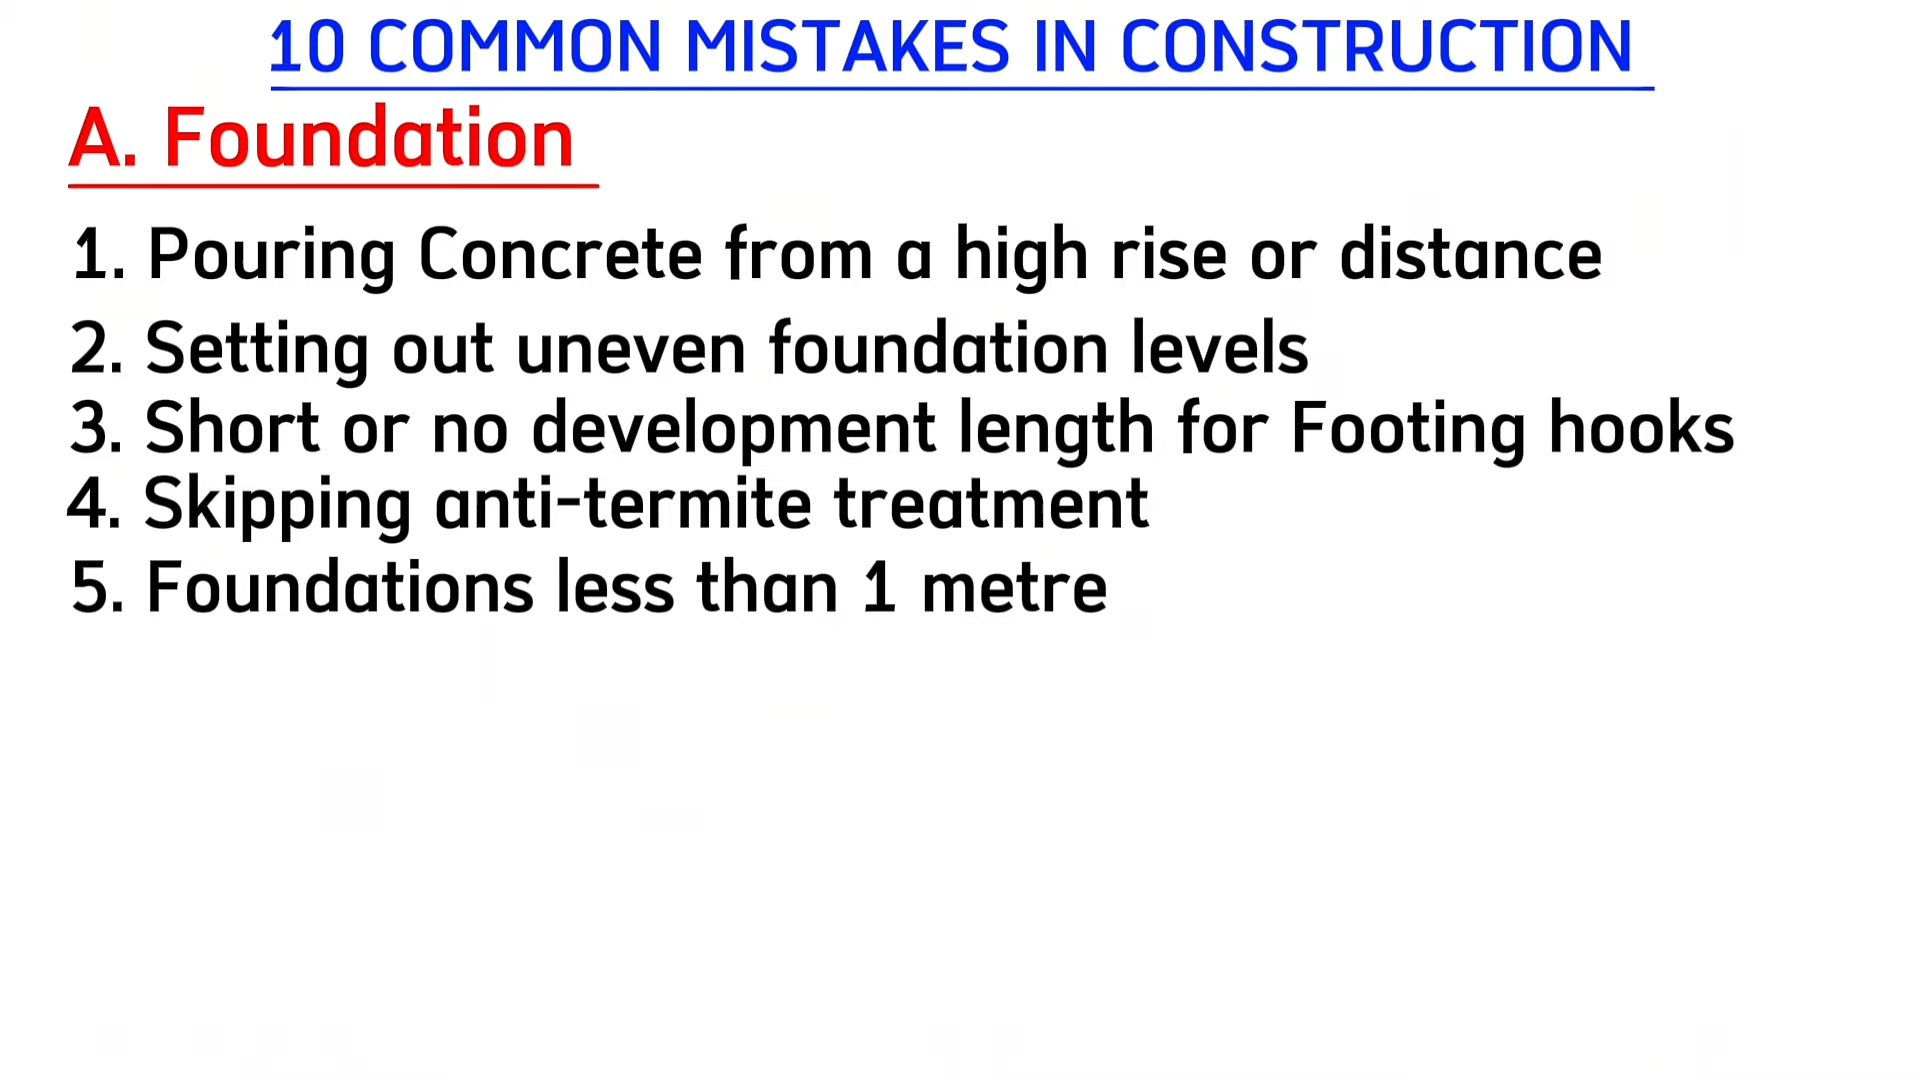 10 COMMON MISTAKES IN CONSTRUCTION
A. Foundation
1. Pouring Concrete from a high rise or distance
2. Setting out uneven foundation levels
3. Short or no development length for Footing hooks
4. Skipping anti-termite treatment
5. Foundations less than 1 metre